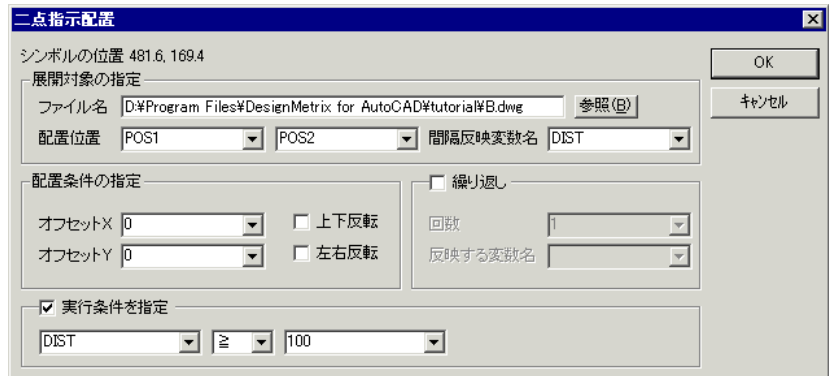 二点指示配置
シンボルの位置 481.6, 169.4
OK
キャンセル
展開対象の指定
ファイル名 D:¥Program Files¥DesignMetrix for AutoCAD¥tutorial¥B.dwg 参照(B)
配置位置 POS1 POS2 間隔反映変数名 DIST
配置条件の指定
オフセットX 0 上下反転
オフセットY 0 左右反転
繰り返し
回数 1
反映する変数名
実行条件を指定
DIST ≧ 100